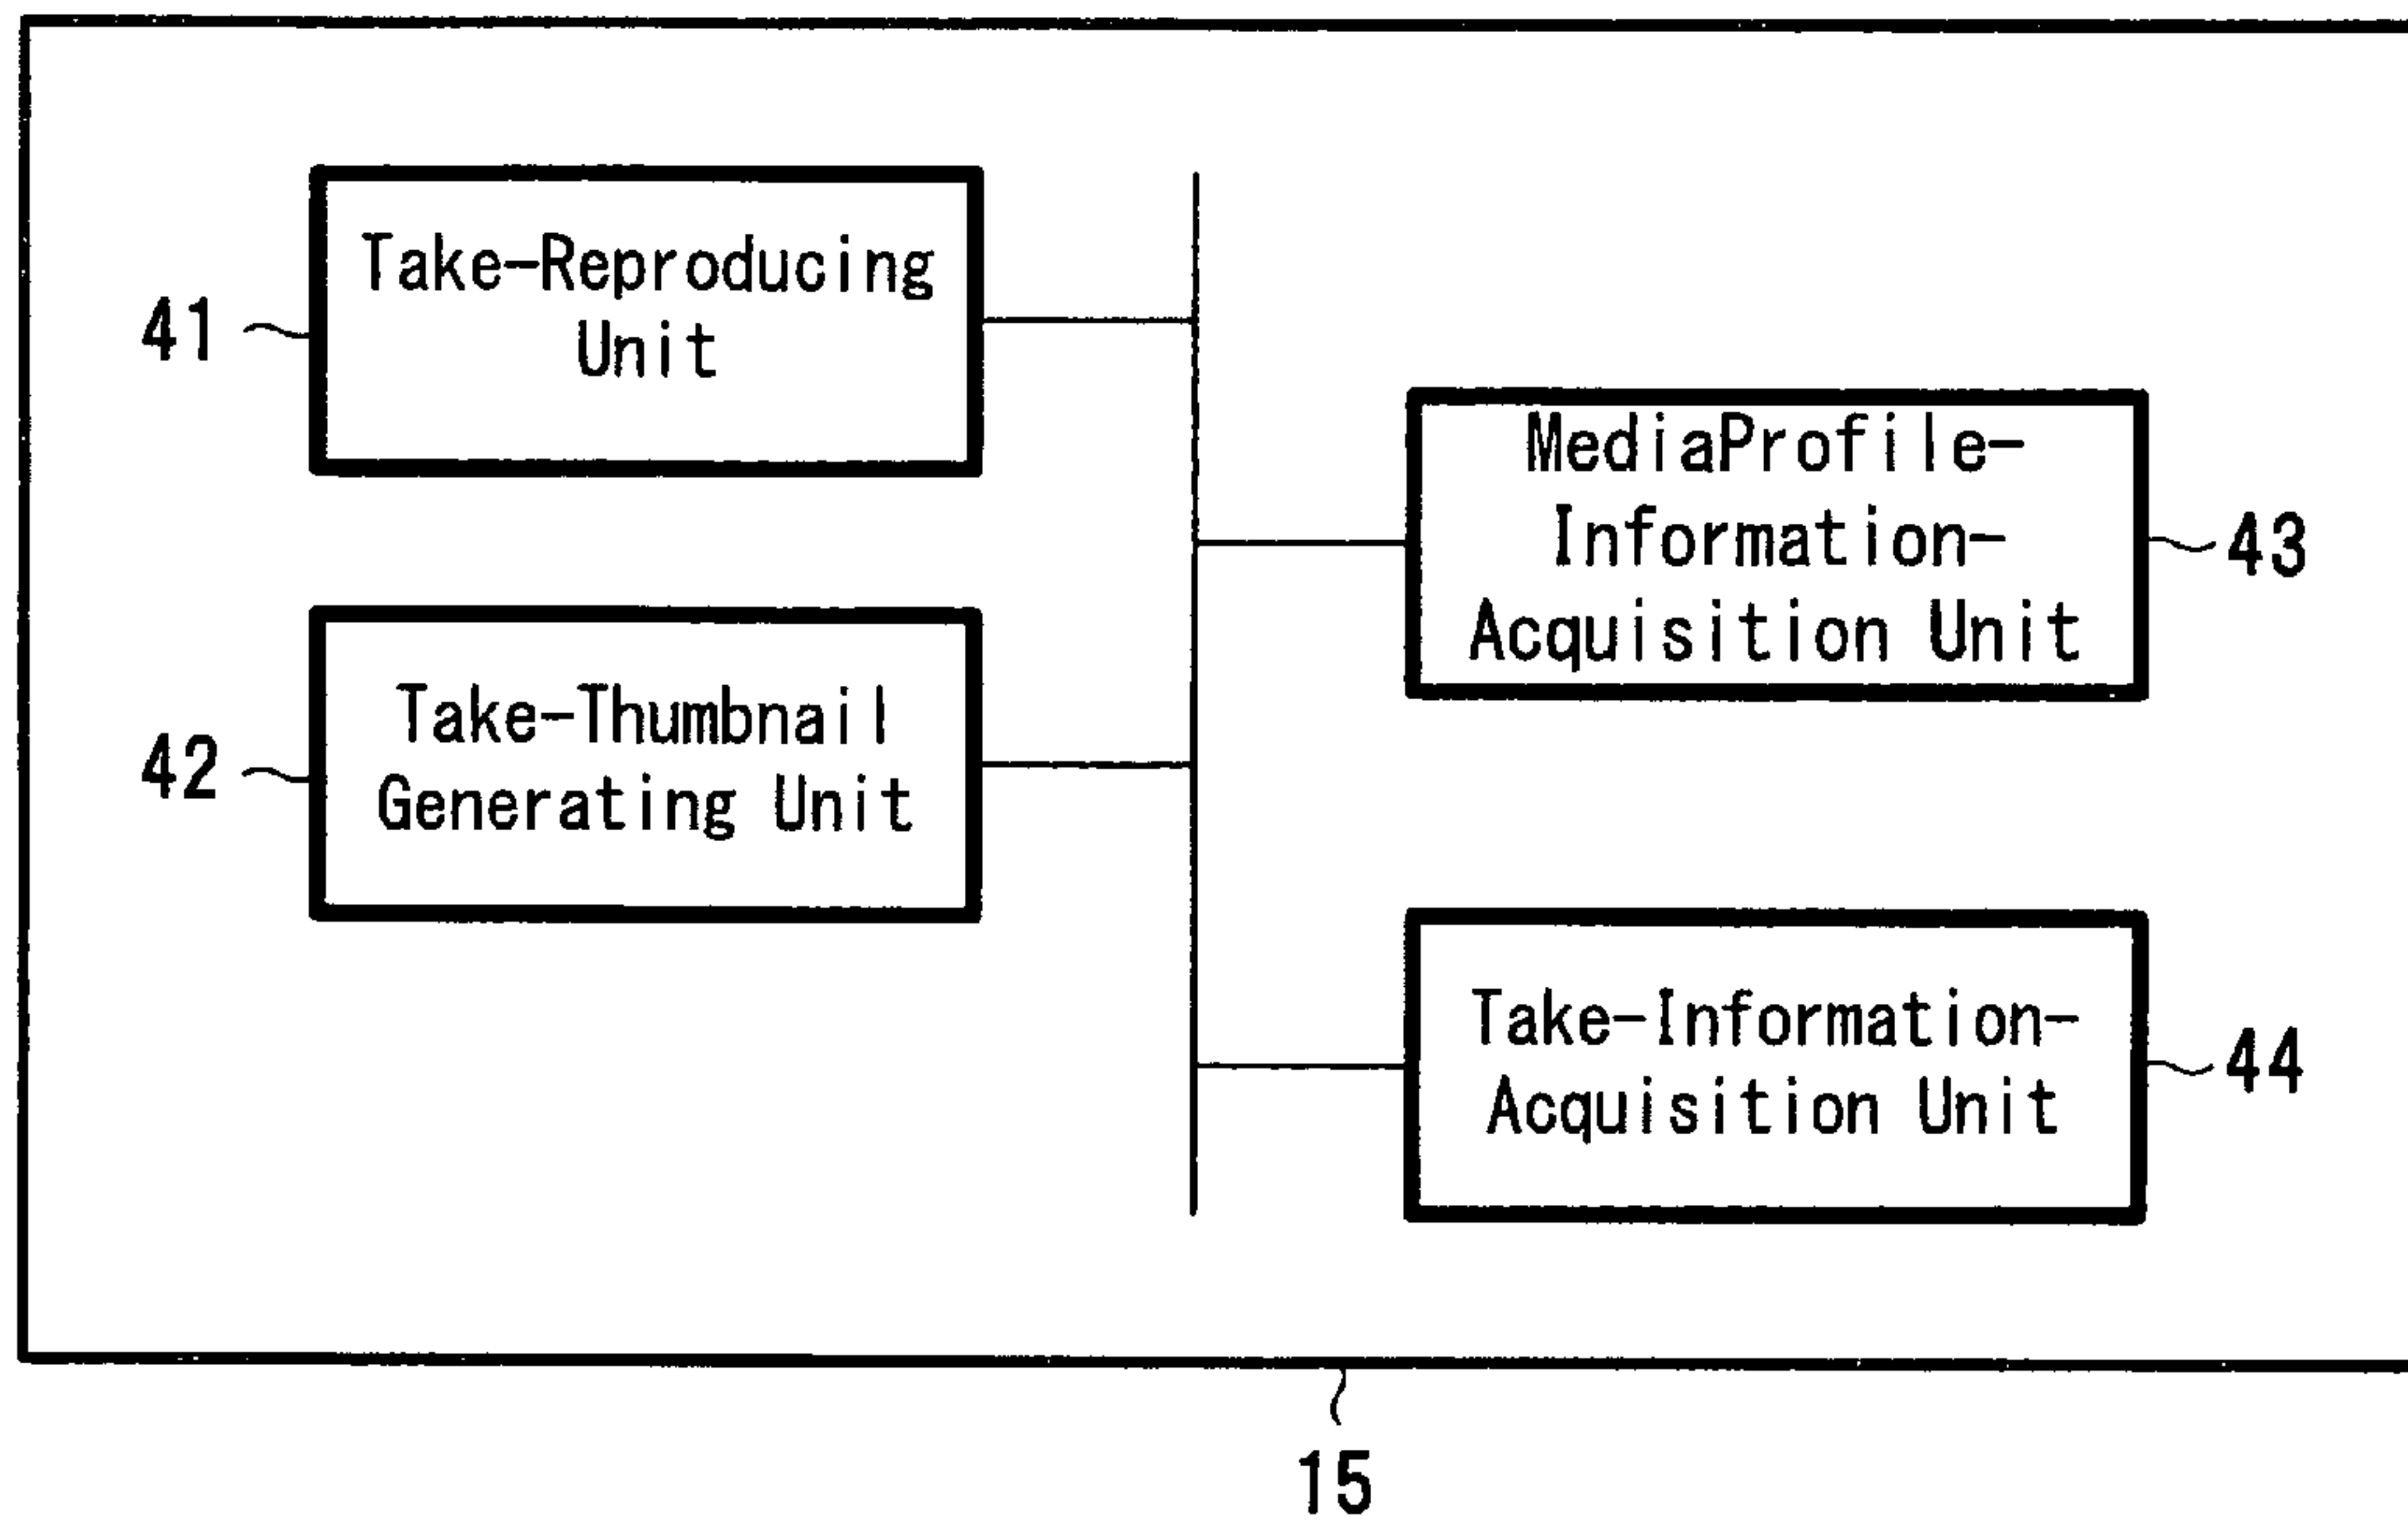 Take-Reproducing
Unit
41
MediaProfile-
Information-
Acquisition Unit
43
Take-Thumbnail
Generating Unit
42
Take-Information-
Acquisition Unit
44
15